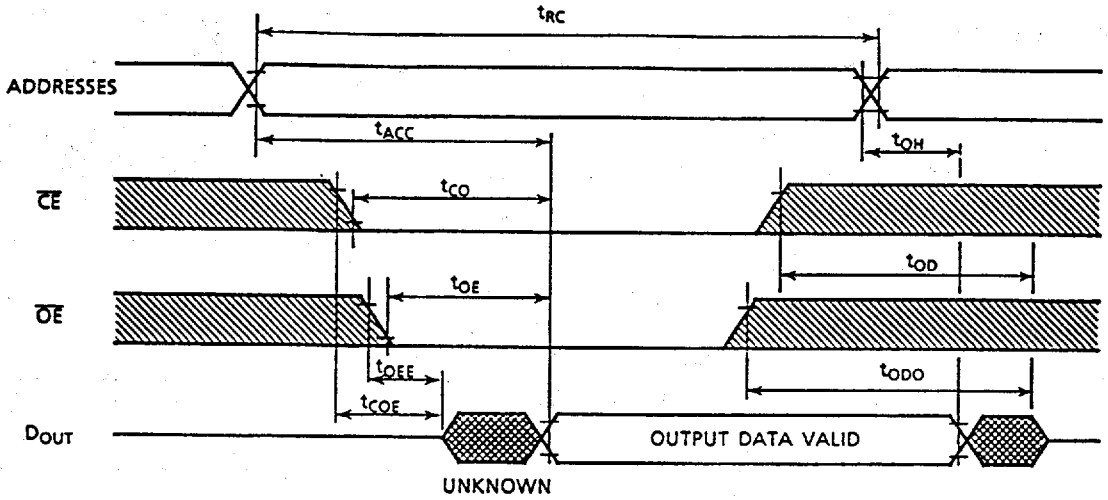 tRC
ADDRESSES
tACC
tOH
CE
tCO
tOD
OE
tOE
tOEE
tODO
tCOE
DOUT
OUTPUT DATA VALID
UNKNOWN